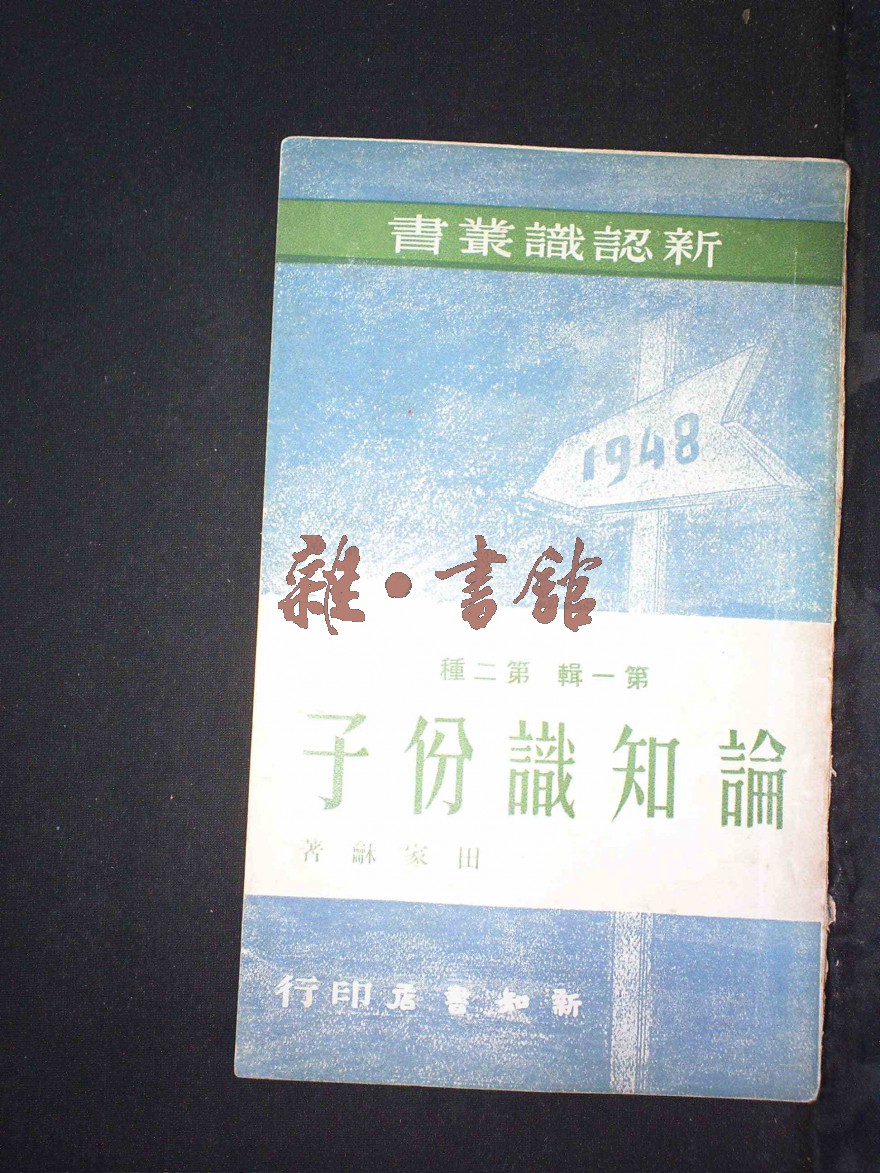 新認識叢書
1948
雜·書館
第一輯 第二種
論知識份子
田家龢著
新知書店印行